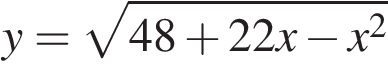 y = √(48 + 22x − x²)